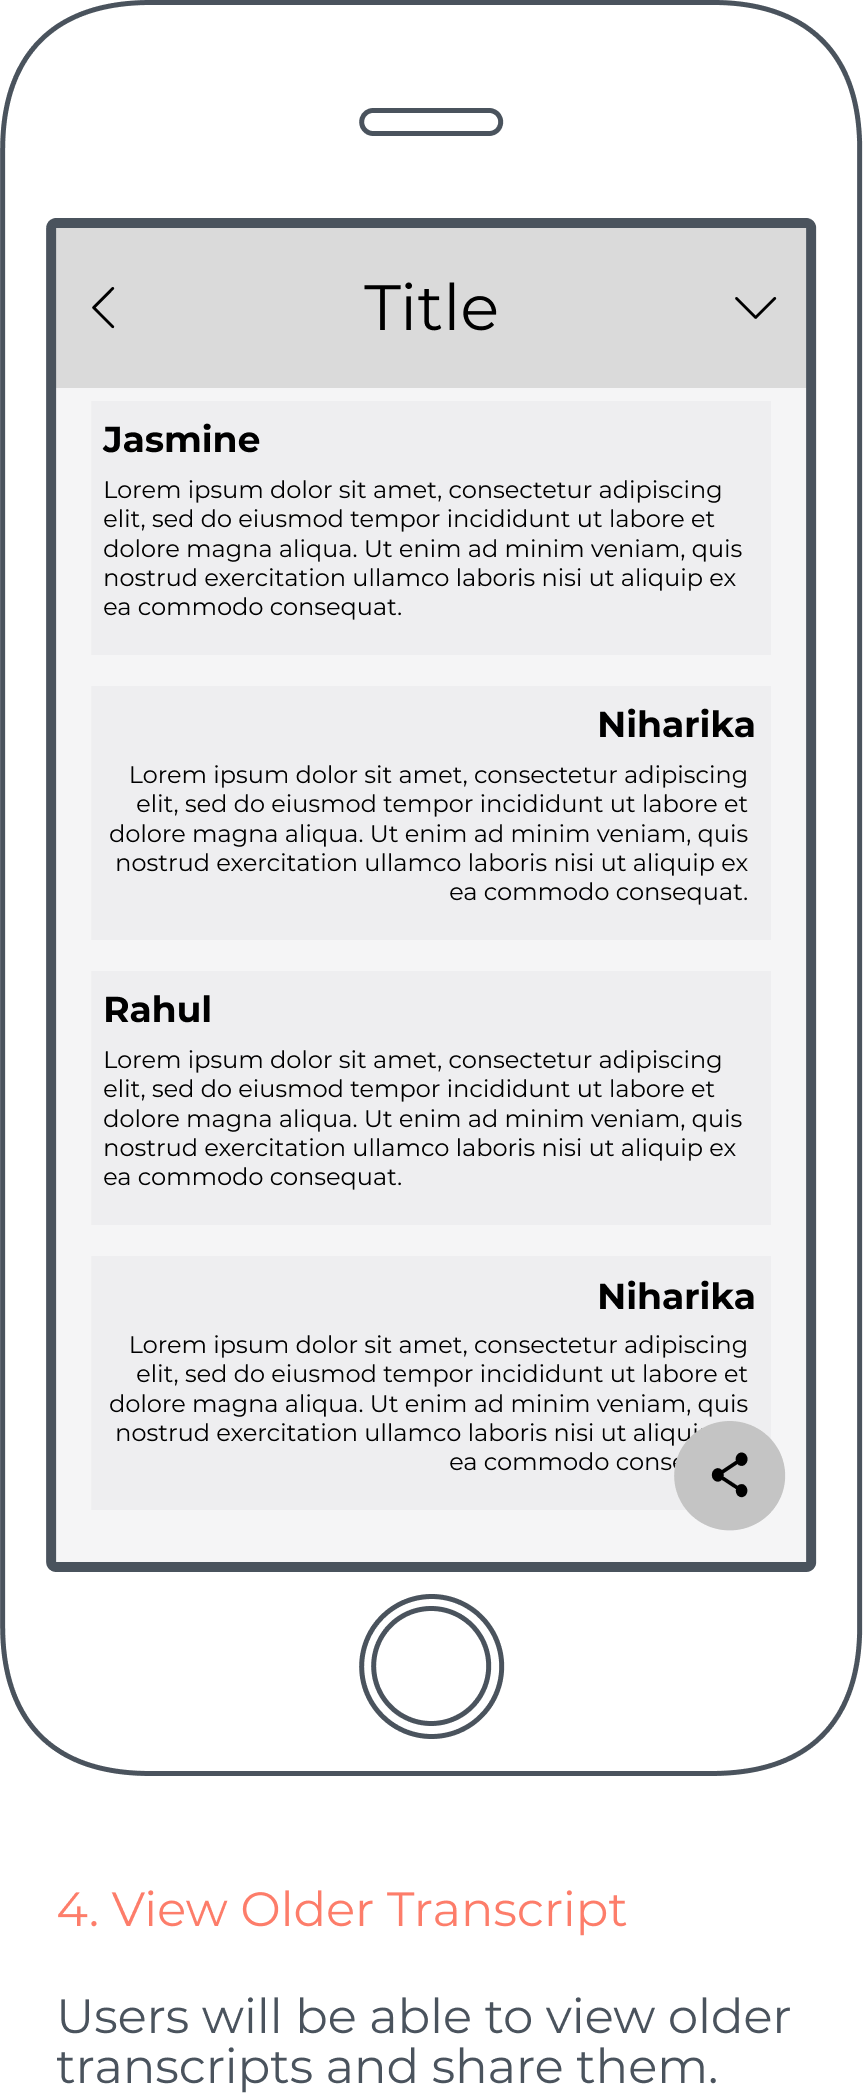 Title
Jasmine
Lorem ipsum dolor sit amet, consectetur adipiscing
elit, sed do eiusmod tempor incididunt ut labore et
dolore magna aliqua. Ut enim ad minim veniam, quis
nostrud exercitation ullamco laboris nisi ut aliquip ex
ea commodo consequat.
Niharika
Lorem ipsum dolor sit amet, consectetur adipiscing
elit, sed do eiusmod tempor incididunt ut labore et
dolore magna aliqua. Ut enim ad minim veniam, quis
nostrud exercitation ullamco laboris nisi ut aliquip ex
ea commodo consequat.
Rahul
Lorem ipsum dolor sit amet, consectetur adipiscing
elit, sed do eiusmod tempor incididunt ut labore et
dolore magna aliqua. Ut enim ad minim veniam, quis
nostrud exercitation ullamco laboris nisi ut aliquip ex
ea commodo consequat.
Niharika
Lorem ipsum dolor sit amet, consectetur adipiscing
elit, sed do eiusmod tempor incididunt ut labore et
dolore magna aliqua. Ut enim ad minim veniam, quis
nostrud exercitation ullamco laboris nisi ut
ea commodo
4. View Older Transcript
Users will be able to view older
transcripts and share them.